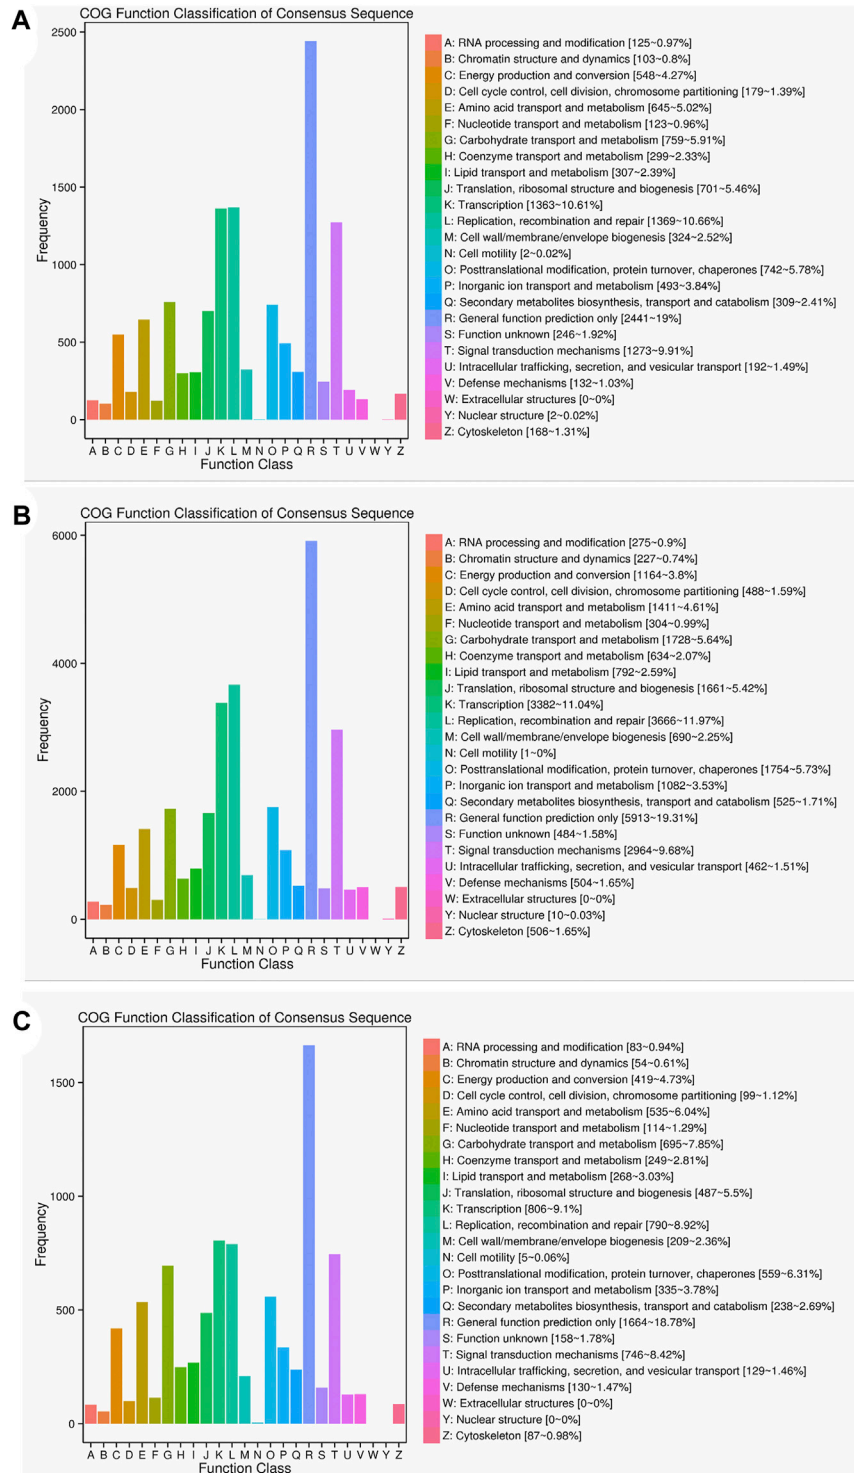 A
COG Function Classification of Consensus Sequence
2500
2000
1500
1000
500
0
Frequency
A B C D E F G H I J K L M N O P Q R S T U V W Y Z
Function Class
A: RNA processing and modification [125~0.97%]
B: Chromatin structure and dynamics [103~0.8%]
C: Energy production and conversion [548~4.27%]
D: Cell cycle control, cell division, chromosome partitioning [179~1.39%]
E: Amino acid transport and metabolism [645~5.02%]
F: Nucleotide transport and metabolism [123~0.96%]
G: Carbohydrate transport and metabolism [759~5.91%]
H: Coenzyme transport and metabolism [299~2.33%]
I: Lipid transport and metabolism [307~2.39%]
J: Translation, ribosomal structure and biogenesis [701~5.46%]
K: Transcription [1363~10.61%]
L: Replication, recombination and repair [1369~10.66%]
M: Cell wall/membrane/envelope biogenesis [324~2.52%]
N: Cell motility [2~0.02%]
O: Posttranslational modification, protein turnover, chaperones [742~5.78%]
P: Inorganic ion transport and metabolism [493~3.84%]
Q: Secondary metabolites biosynthesis, transport and catabolism [309~2.41%]
R: General function prediction only [2441~19%]
S: Function unknown [246~1.92%]
T: Signal transduction mechanisms [1273~9.91%]
U: Intracellular trafficking, secretion, and vesicular transport [192~1.49%]
V: Defense mechanisms [132~1.03%]
W: Extracellular structures [0~0%]
Y: Nuclear structure [2~0.02%]
Z: Cytoskeleton [168~1.31%]
B
COG Function Classification of Consensus Sequence
6000
4000
2000
0
Frequency
A B C D E F G H I J K L M N O P Q R S T U V W Y Z
Function Class
A: RNA processing and modification [275~0.9%]
B: Chromatin structure and dynamics [227~0.74%]
C: Energy production and conversion [1164~3.8%]
D: Cell cycle control, cell division, chromosome partitioning [488~1.59%]
E: Amino acid transport and metabolism [1411~4.61%]
F: Nucleotide transport and metabolism [304~0.99%]
G: Carbohydrate transport and metabolism [1728~5.64%]
H: Coenzyme transport and metabolism [634~2.07%]
I: Lipid transport and metabolism [792~2.59%]
J: Translation, ribosomal structure and biogenesis [1661~5.42%]
K: Transcription [3382~11.04%]
L: Replication, recombination and repair [3666~11.97%]
M: Cell wall/membrane/envelope biogenesis [690~2.25%]
N: Cell motility [1~0%]
O: Posttranslational modification, protein turnover, chaperones [1754~5.73%]
P: Inorganic ion transport and metabolism [1082~3.53%]
Q: Secondary metabolites biosynthesis, transport and catabolism [525~1.71%]
R: General function prediction only [5913~19.31%]
S: Function unknown [484~1.58%]
T: Signal transduction mechanisms [2964~9.68%]
U: Intracellular trafficking, secretion, and vesicular transport [462~1.51%]
V: Defense mechanisms [504~1.65%]
W: Extracellular structures [0~0%]
Y: Nuclear structure [10~0.03%]
Z: Cytoskeleton [506~1.65%]
C
COG Function Classification of Consensus Sequence
1500
1000
500
0
Frequency
A B C D E F G H I J K L M N O P Q R S T U V W Y Z
Function Class
A: RNA processing and modification [83~0.94%]
B: Chromatin structure and dynamics [54~0.61%]
C: Energy production and conversion [419~4.73%]
D: Cell cycle control, cell division, chromosome partitioning [99~1.12%]
E: Amino acid transport and metabolism [535~6.04%]
F: Nucleotide transport and metabolism [114~1.29%]
G: Carbohydrate transport and metabolism [695~7.85%]
H: Coenzyme transport and metabolism [249~2.81%]
I: Lipid transport and metabolism [268~3.03%]
J: Translation, ribosomal structure and biogenesis [487~5.5%]
K: Transcription [806~9.1%]
L: Replication, recombination and repair [790~8.92%]
M: Cell wall/membrane/envelope biogenesis [209~2.36%]
N: Cell motility [5~0.06%]
O: Posttranslational modification, protein turnover, chaperones [559~6.31%]
P: Inorganic ion transport and metabolism [335~3.78%]
Q: Secondary metabolites biosynthesis, transport and catabolism [238~2.69%]
R: General function prediction only [1664~18.78%]
S: Function unknown [158~1.78%]
T: Signal transduction mechanisms [746~8.42%]
U: Intracellular trafficking, secretion, and vesicular transport [129~1.46%]
V: Defense mechanisms [130~1.47%]
W: Extracellular structures [0~0%]
Y: Nuclear structure [0~0%]
Z: Cytoskeleton [87~0.98%]